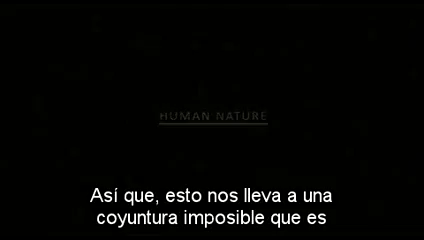 HUMAN NATURE
Así que, esto nos lleva a una
coyuntura imposible que es